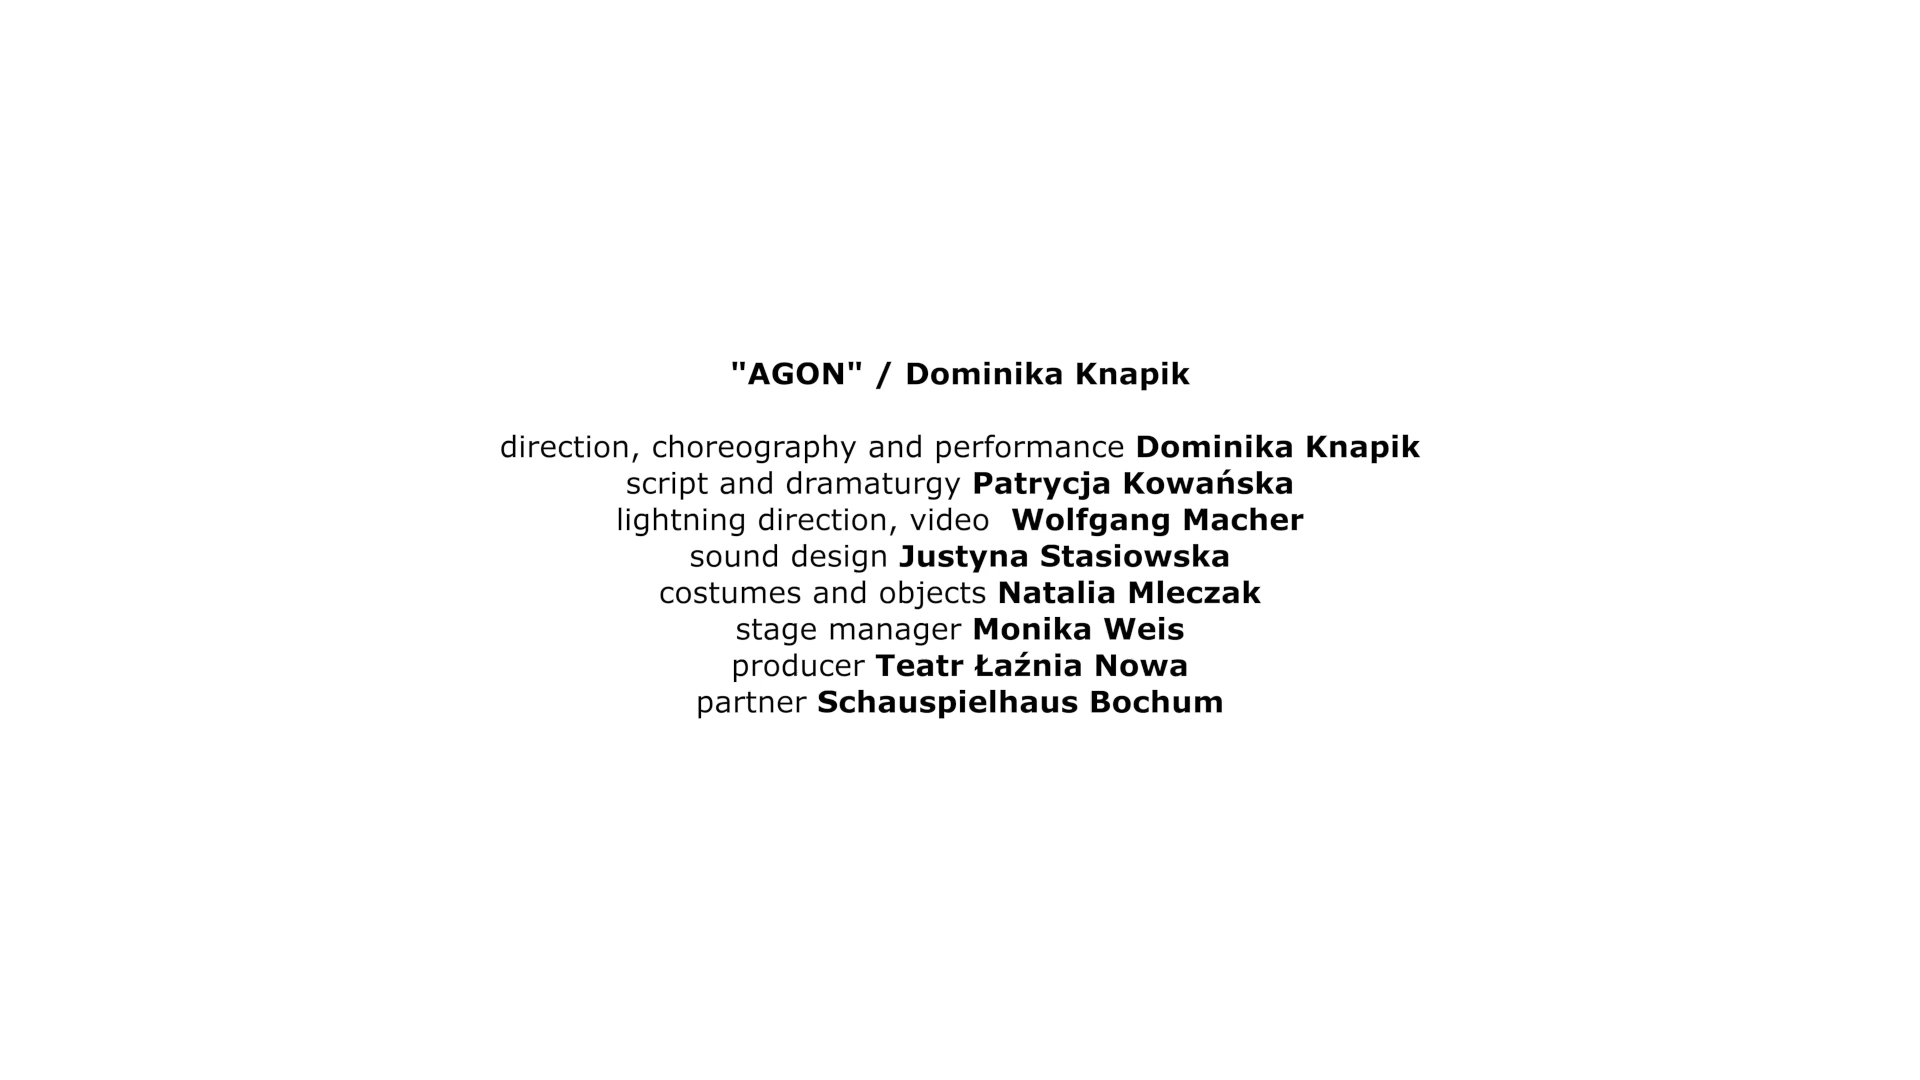 "AGON" / Dominika Knapik
direction, choreography and performance Dominika Knapik
script and dramaturgy Patrycja Kowańska
lightning direction, video  Wolfgang Macher
sound design Justyna Stasiowska
costumes and objects Natalia Mleczak
stage manager Monika Weis
producer Teatr Łaźnia Nowa
partner Schauspielhaus Bochum